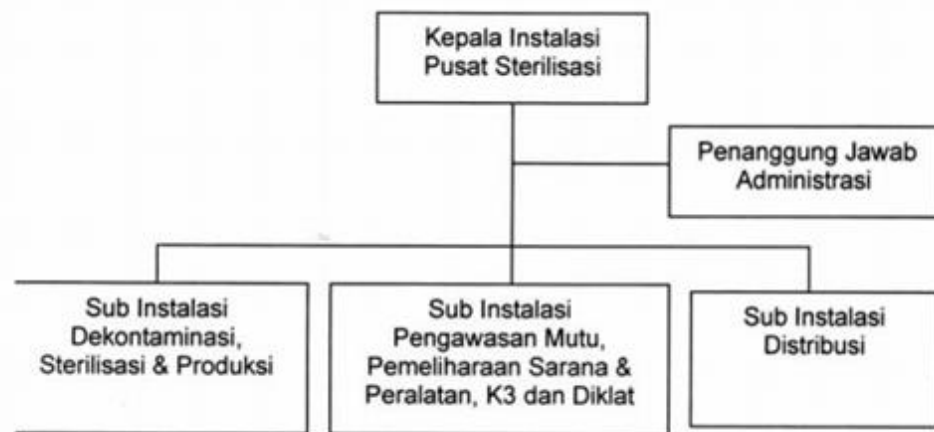 Kepala Instalasi
Pusat Sterilisasi
Penanggung Jawab
Administrasi
Sub Instalasi
Dekontaminasi,
Sterilisasi & Produksi
Sub Instalasi
Pengawasan Mutu,
Pemeliharaan Sarana &
Peralatan, K3 dan Diklat
Sub Instalasi
Distribusi